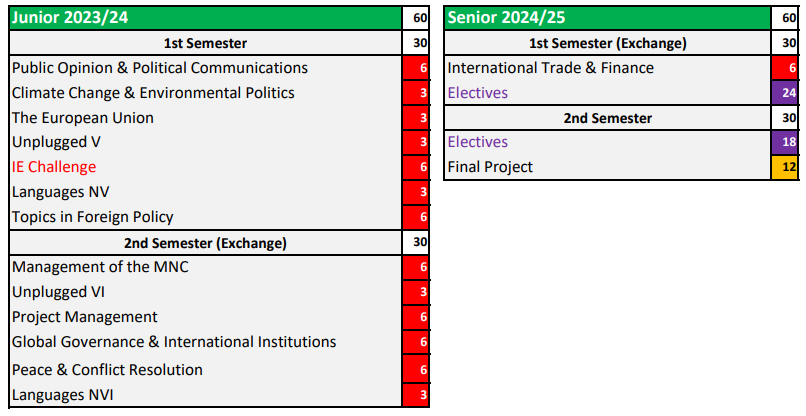 Junior 2023/24 60
1st Semester 30
Public Opinion & Political Communications 6
Climate Change & Environmental Politics 3
The European Union 3
Unplugged V 3
IE Challenge 6
Languages NV 3
Topics in Foreign Policy 6
2nd Semester (Exchange) 30
Management of the MNC 6
Unplugged VI 3
Project Management 6
Global Governance & International Institutions 6
Peace & Conflict Resolution 6
Languages NVI 3
Senior 2024/25 60
1st Semester (Exchange) 30
International Trade & Finance 6
Electives 24
2nd Semester 30
Electives 18
Final Project 12